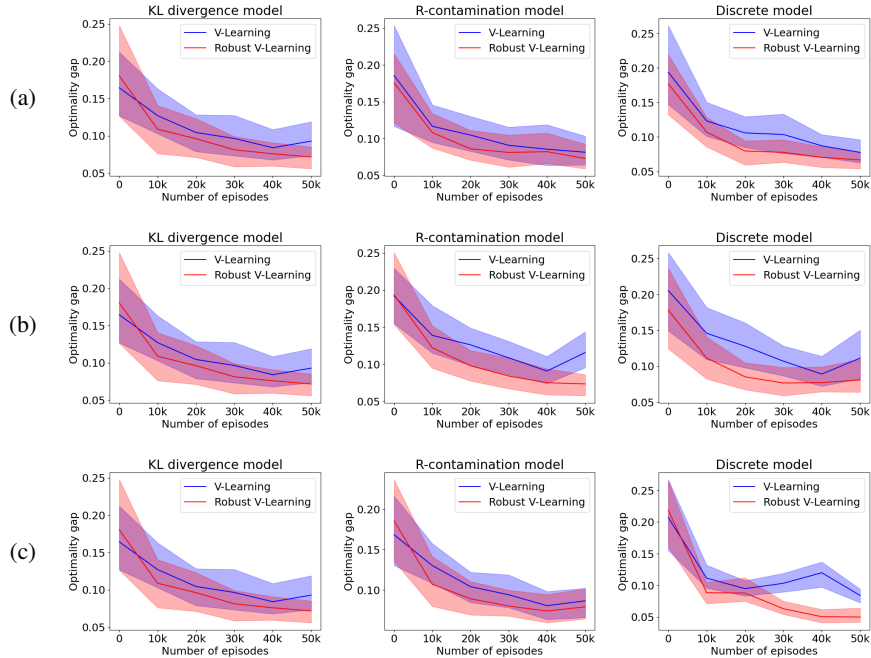 KL divergence model
R-contamination model
Discrete model
(a)
Optimality gap
0.25
0.20
0.15
0.10
0.05
V-Learning
Robust V-Learning
0 10k 20k 30k 40k 50k
Number of episodes
Optimality gap
0.25
0.20
0.15
0.10
0.05
V-Learning
Robust V-Learning
0 10k 20k 30k 40k 50k
Number of episodes
Optimality gap
0.25
0.20
0.15
0.10
0.05
V-Learning
Robust V-Learning
0 10k 20k 30k 40k 50k
Number of episodes
KL divergence model
R-contamination model
Discrete model
(b)
Optimality gap
0.25
0.20
0.15
0.10
0.05
V-Learning
Robust V-Learning
0 10k 20k 30k 40k 50k
Number of episodes
Optimality gap
0.25
0.20
0.15
0.10
0.05
V-Learning
Robust V-Learning
0 10k 20k 30k 40k 50k
Number of episodes
Optimality gap
0.25
0.20
0.15
0.10
0.05
V-Learning
Robust V-Learning
0 10k 20k 30k 40k 50k
Number of episodes
KL divergence model
R-contamination model
Discrete model
(c)
Optimality gap
0.25
0.20
0.15
0.10
0.05
V-Learning
Robust V-Learning
0 10k 20k 30k 40k 50k
Number of episodes
Optimality gap
0.20
0.15
0.10
V-Learning
Robust V-Learning
0 10k 20k 30k 40k 50k
Number of episodes
Optimality gap
0.25
0.20
0.15
0.10
0.05
V-Learning
Robust V-Learning
0 10k 20k 30k 40k 50k
Number of episodes